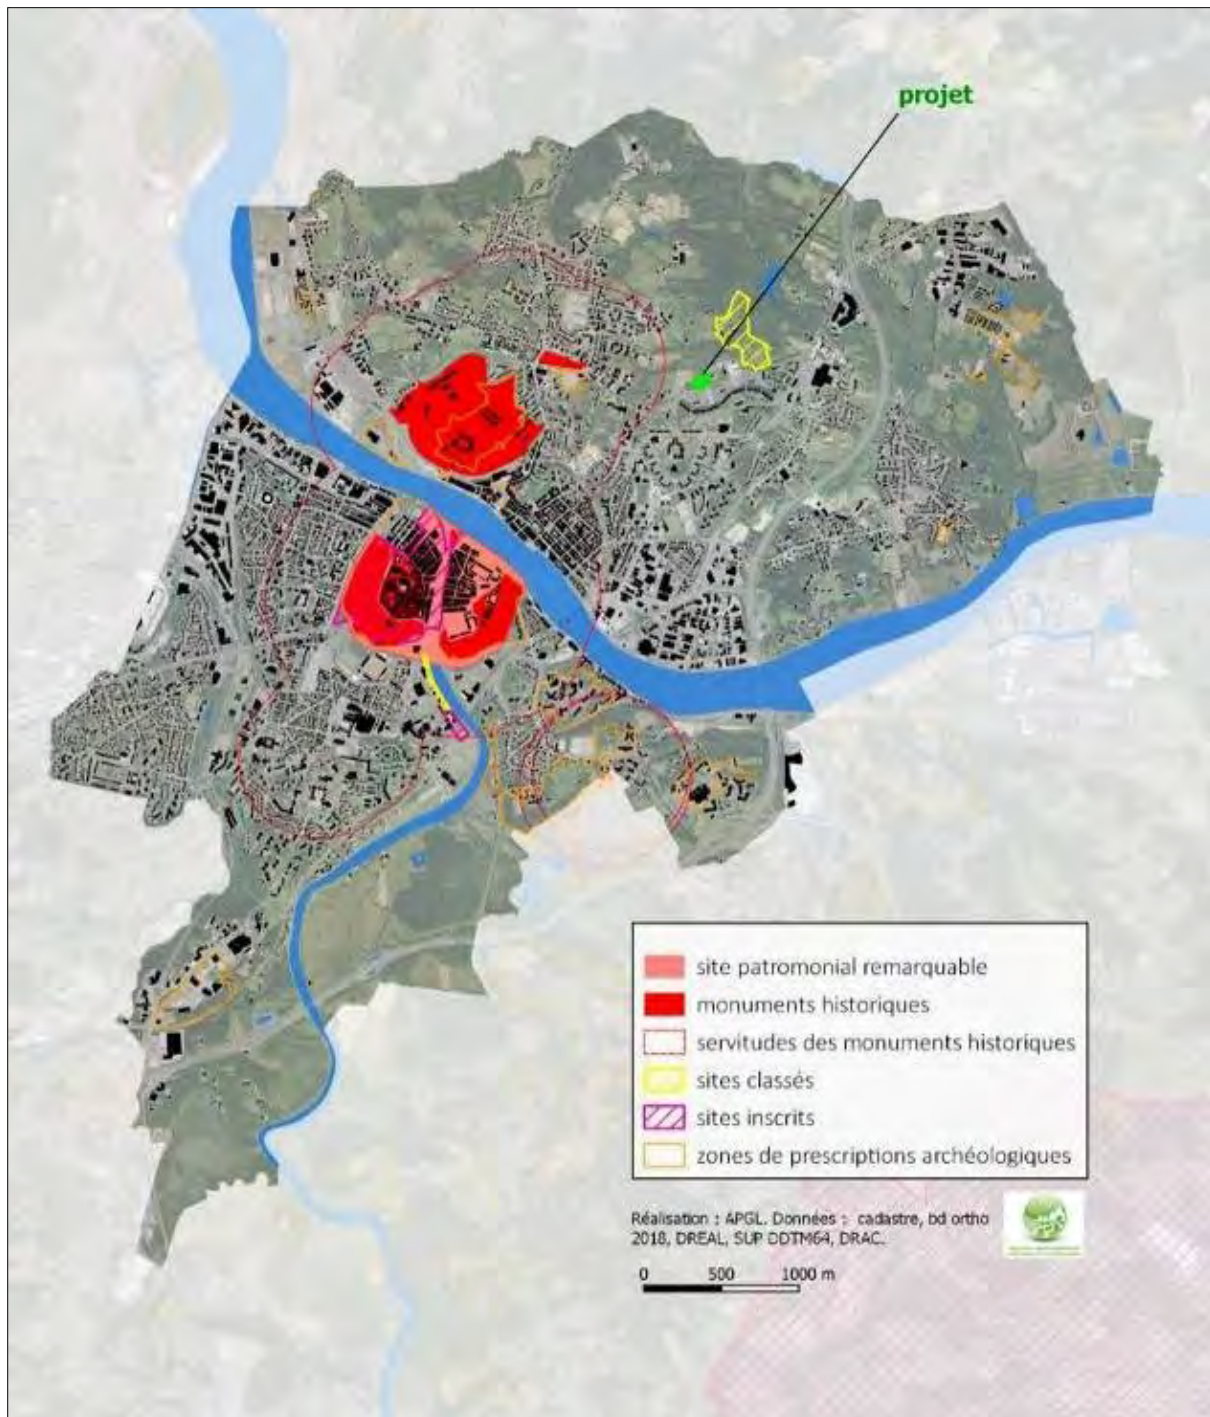 projet
site patromonial remarquable
monuments historiques
servitudes des monuments historiques
sites classés
sites inscrits
zones de prescriptions archéologiques
Réalisation : APGL. Données : cadastre, bd ortho
2018, DREAL, SUP DDTM64, DRAC.
0 500 1000 m